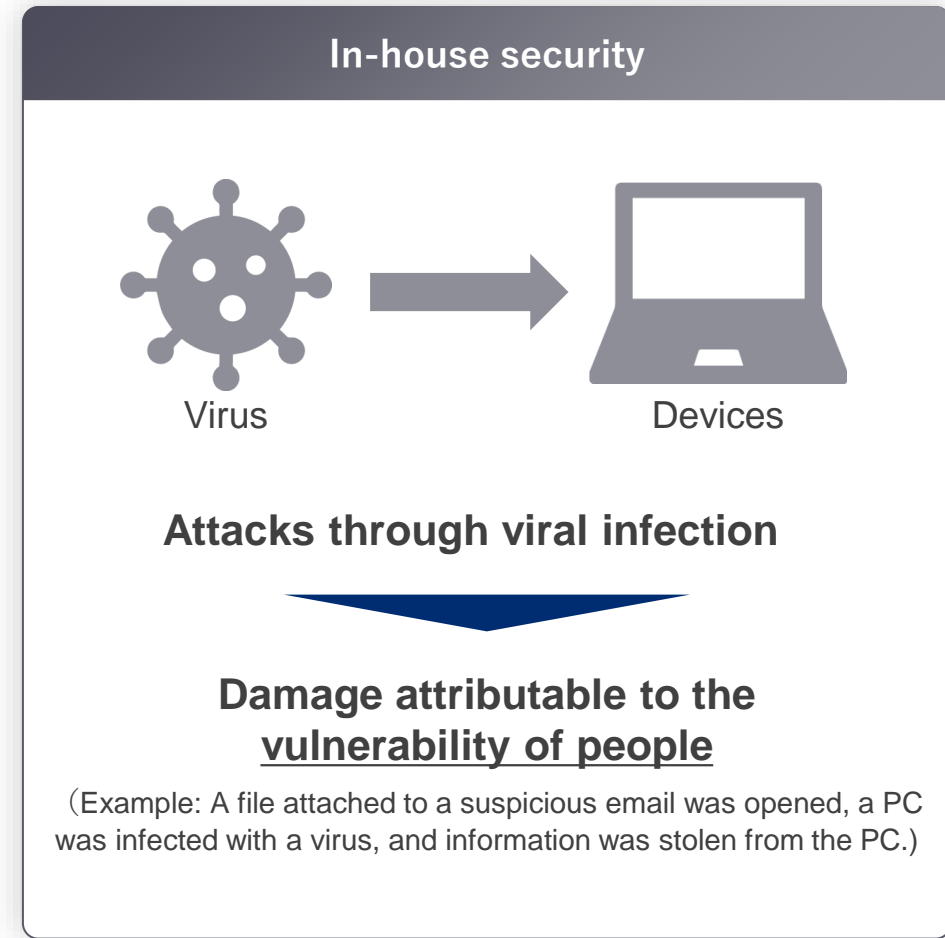 In-house security
Virus
Devices
Attacks through viral infection
Damage attributable to the
vulnerability of people
（Example: A file attached to a suspicious email was opened, a PC
was infected with a virus, and information was stolen from the PC.)